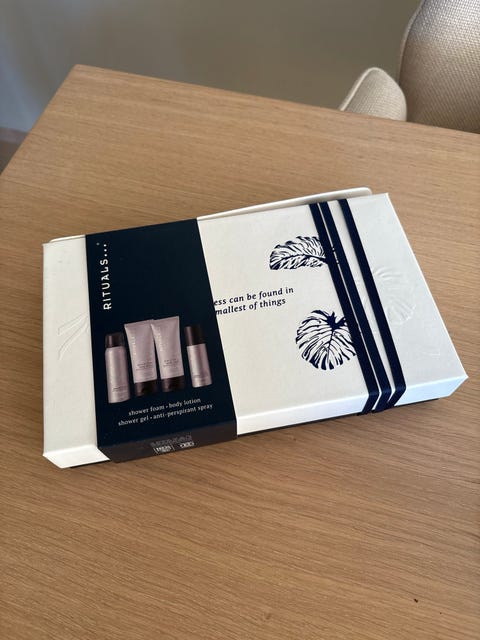 RITUALS...
ess can be found in
mallest of things
shower foam • body lotion
shower gel • anti-perspirant spray